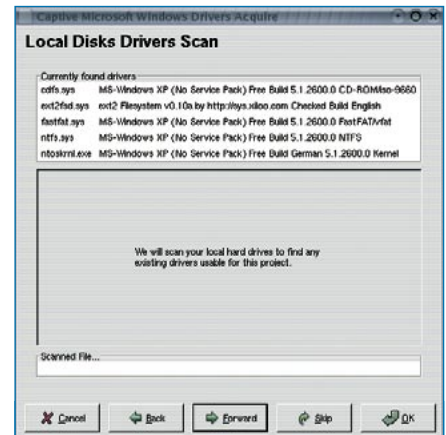 Captive Microsoft Windows Drivers Acquire
Local Disks Drivers Scan
Currently found drivers
cdfs.sys MS-Windows XP (No Service Pack) Free Build 5.1.2600.0 CD-ROM/iso-9660
ext2fsd.sys ext2 Filesystem v0.10a by http://sys.xiloo.com Checked Build English
fastfat.sys MS-Windows XP (No Service Pack) Free Build 5.1.2600.0 FastFAT/vfat
ntfs.sys MS-Windows XP (No Service Pack) Free Build 5.1.2600.0 NTFS
ntoskrnl.exe MS-Windows XP (No Service Pack) Free Build German 5.1.2600.0 Kernel
We will scan your local hard drives to find any
existing drivers usable for this project.
Scanned File...
Cancel Back Forward Skip OK